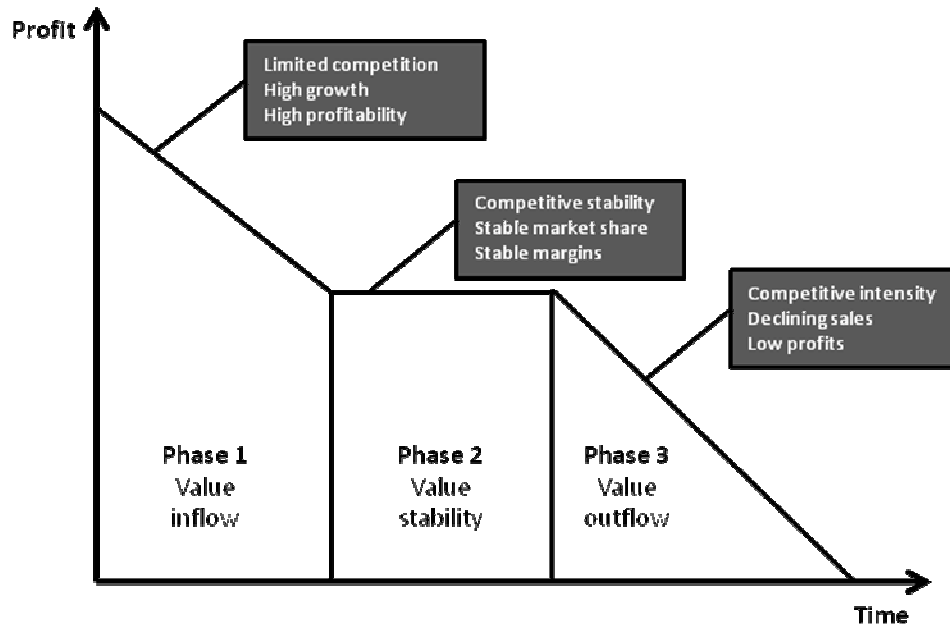 Profit
Limited competition
High growth
High profitability
Competitive stability
Stable market share
Stable margins
Competitive intensity
Declining sales
Low profits
Phase 1
Value
inflow
Phase 2
Value
stability
Phase 3
Value
outflow
Time